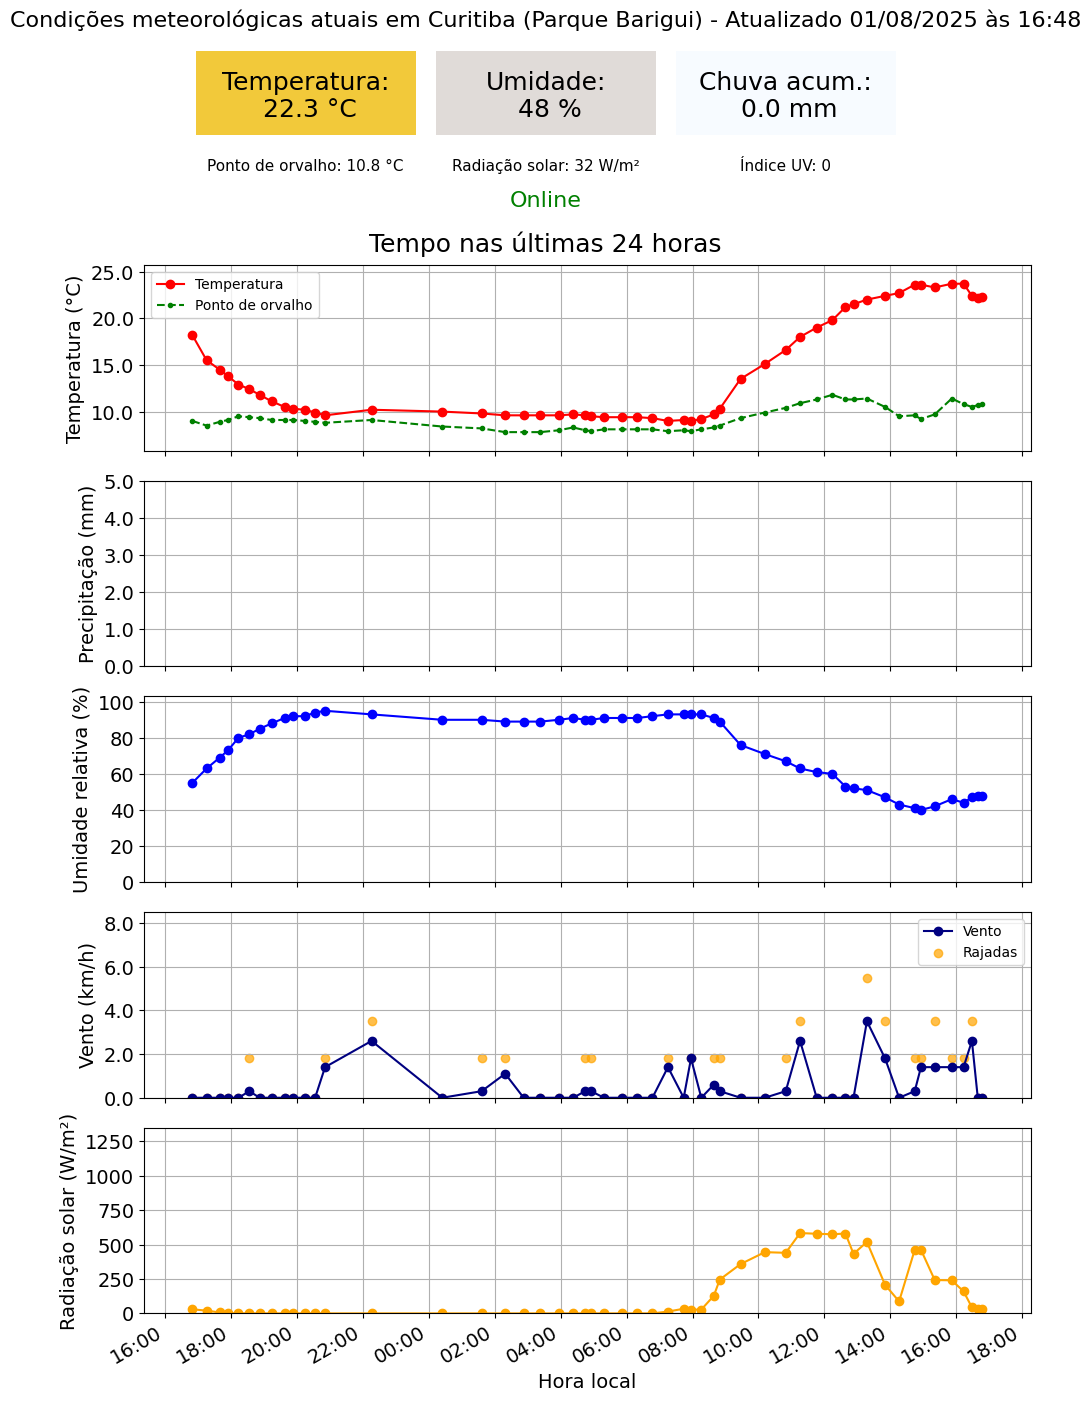 Condições meteorológicas atuais em Curitiba (Parque Barigui) - Atualizado 01/08/2025 às 16:48
Temperatura:
22.3 °C
Umidade:
48 %
Chuva acum.:
0.0 mm
Ponto de orvalho: 10.8 °C
Radiação solar: 32 W/m²
Índice UV: 0
Online
Tempo nas últimas 24 horas
Temperatura (°C)
25.0
20.0
15.0
10.0
Temperatura
Ponto de orvalho
Precipitação (mm)
5.0
4.0
3.0
2.0
1.0
0.0
Umidade relativa (%)
100
80
60
40
20
0
Vento (km/h)
8.0
6.0
4.0
2.0
0.0
Vento
Rajadas
Radiação solar (W/m²)
1250
1000
750
500
250
0
16:00
18:00
20:00
22:00
00:00
02:00
04:00
06:00
08:00
10:00
12:00
14:00
16:00
18:00
Hora local